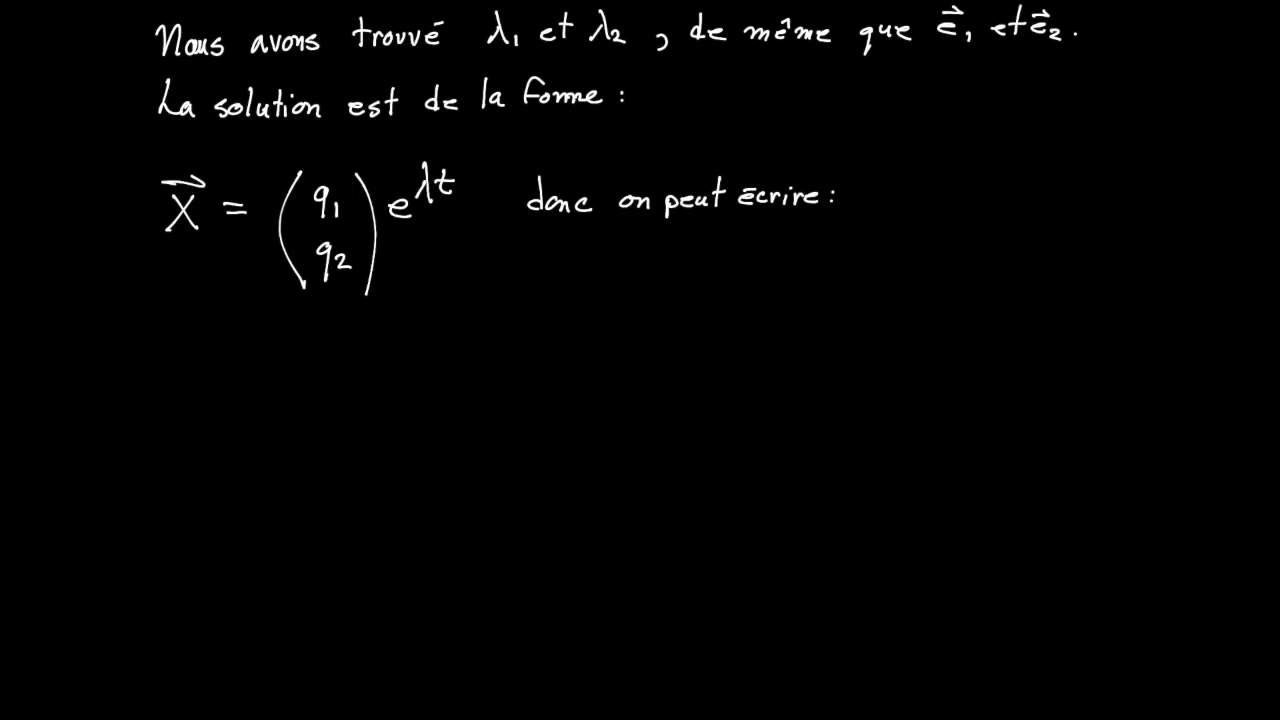 Nous avons trouvé λ₁ et λ₂ , de même que e⃗₁ et e⃗₂.
La solution est de la forme :
X⃗ = (q₁ q₂) e^λt donc on peut écrire :